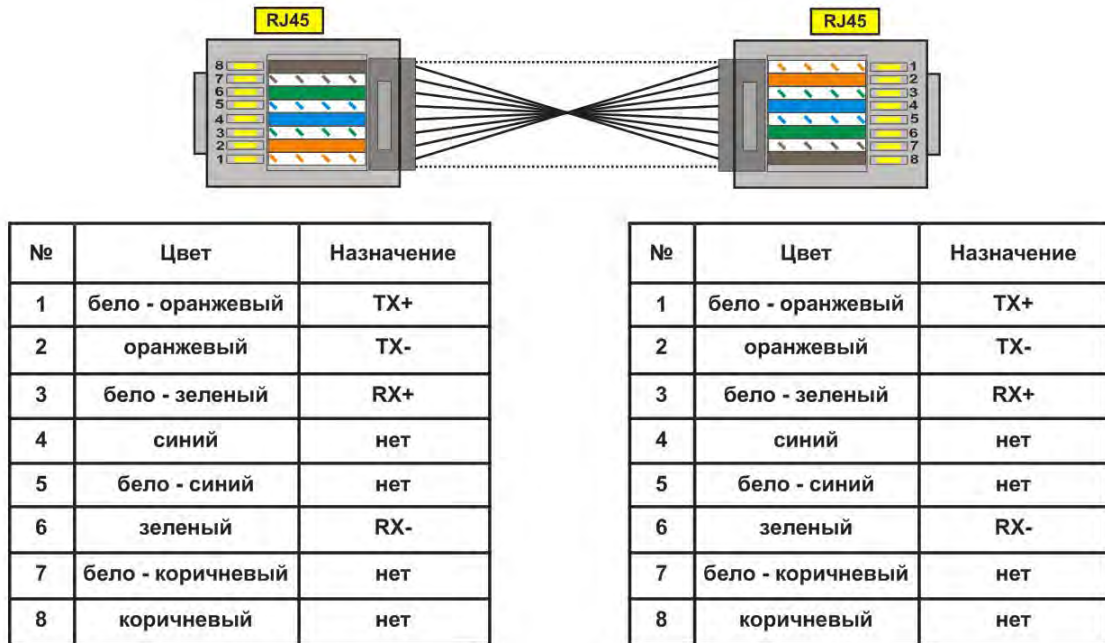 RJ45
RJ45
8
7
6
5
4
3
2
1
1
2
3
4
5
6
7
8
№ Цвет Назначение
1 бело - оранжевый TX+
2 оранжевый TX-
3 бело - зеленый RX+
4 синий нет
5 бело - синий нет
6 зеленый RX-
7 бело - коричневый нет
8 коричневый нет
№ Цвет Назначение
1 бело - оранжевый TX+
2 оранжевый TX-
3 бело - зеленый RX+
4 синий нет
5 бело - синий нет
6 зеленый RX-
7 бело - коричневый нет
8 коричневый нет